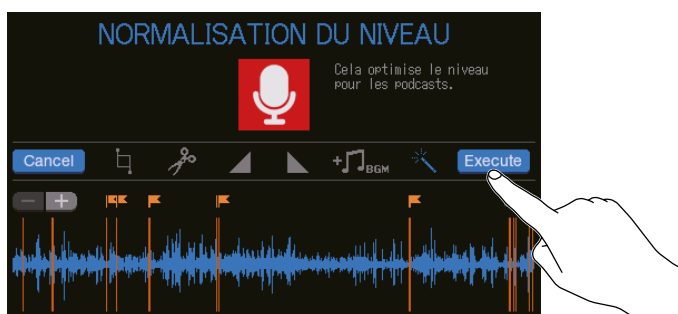 NORMALISATION DU NIVEAU
Cela optimise le niveau
pour les podcasts.
Cancel
+
BGM
Execute
− +